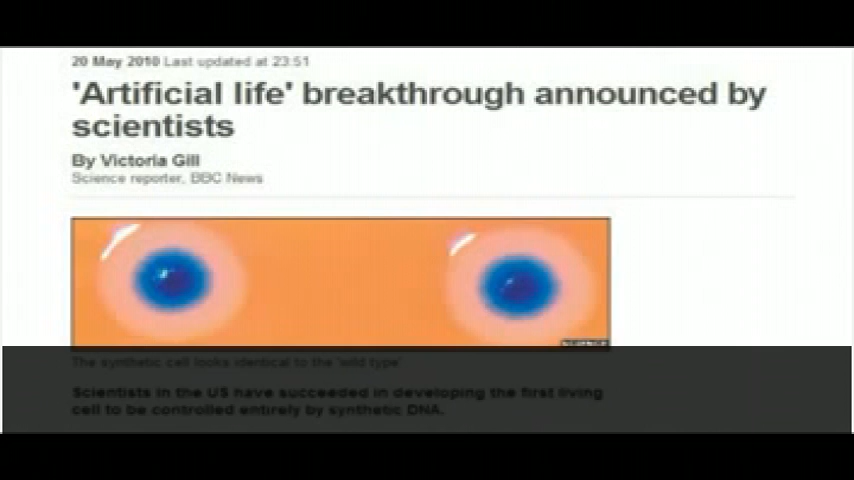 20 May 2010 Last updated at 23:51
'Artificial life' breakthrough announced by
scientists
By Victoria Gill
Science reporter, BBC News
SCIENCE
The synthetic cell looks identical to the 'wild type'
Scientists in the US have succeeded in developing the first living
cell to be controlled entirely by synthetic DNA.